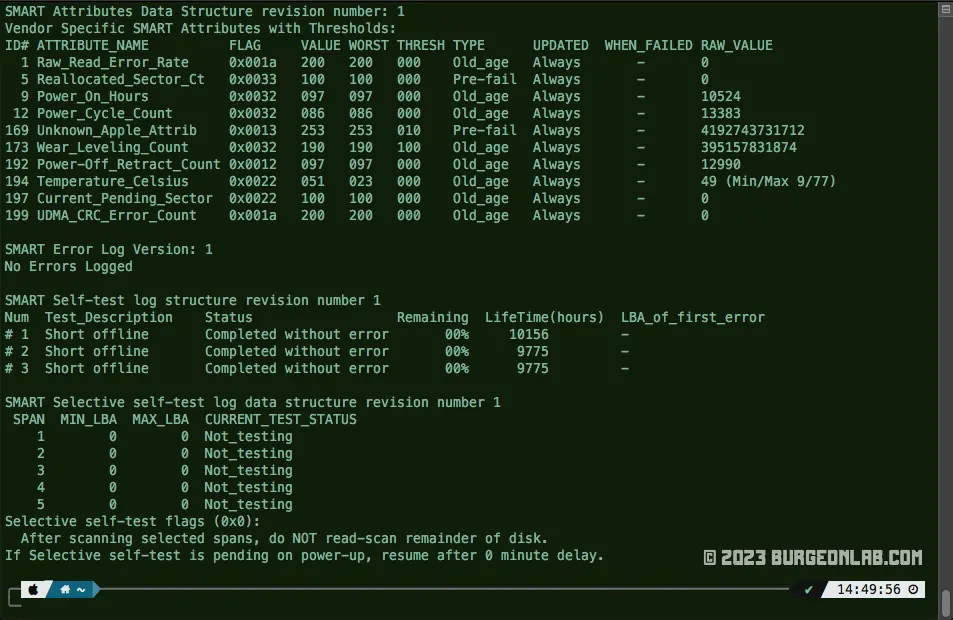 SMART Attributes Data Structure revision number: 1
Vendor Specific SMART Attributes with Thresholds:
ID# ATTRIBUTE_NAME          FLAG     VALUE WORST THRESH TYPE      UPDATED  WHEN_FAILED RAW_VALUE
  1 Raw_Read_Error_Rate     0x001a   200   200   000    Old_age   Always       -       0
  5 Reallocated_Sector_Ct   0x0033   100   100   000    Pre-fail  Always       -       0
  9 Power_On_Hours          0x0032   097   097   000    Old_age   Always       -       10524
 12 Power_Cycle_Count       0x0032   086   086   000    Old_age   Always       -       13383
169 Unknown_Apple_Attrib    0x0013   253   253   010    Pre-fail  Always       -       4192743731712
173 Wear_Leveling_Count     0x0032   190   190   100    Old_age   Always       -       395157831874
192 Power-Off_Retract_Count 0x0012   097   097   000    Old_age   Always       -       12990
194 Temperature_Celsius     0x0022   051   023   000    Old_age   Always       -       49 (Min/Max 9/77)
197 Current_Pending_Sector  0x0022   100   100   000    Old_age   Always       -       0
199 UDMA_CRC_Error_Count    0x001a   200   200   000    Old_age   Always       -       0
SMART Error Log Version: 1
No Errors Logged
SMART Self-test log structure revision number 1
Num  Test_Description    Status                  Remaining  LifeTime(hours)  LBA_of_first_error
# 1  Short offline       Completed without error       00%     10156         -
# 2  Short offline       Completed without error       00%      9775         -
# 3  Short offline       Completed without error       00%      9775         -
SMART Selective self-test log data structure revision number 1
 SPAN  MIN_LBA  MAX_LBA  CURRENT_TEST_STATUS
    1        0        0  Not_testing
    2        0        0  Not_testing
    3        0        0  Not_testing
    4        0        0  Not_testing
    5        0        0  Not_testing
Selective self-test flags (0x0):
  After scanning selected spans, do NOT read-scan remainder of disk.
If Selective self-test is pending on power-up, resume after 0 minute delay.
© 2023 BURGEONLAB.COM
~ ✔ 14:49:56